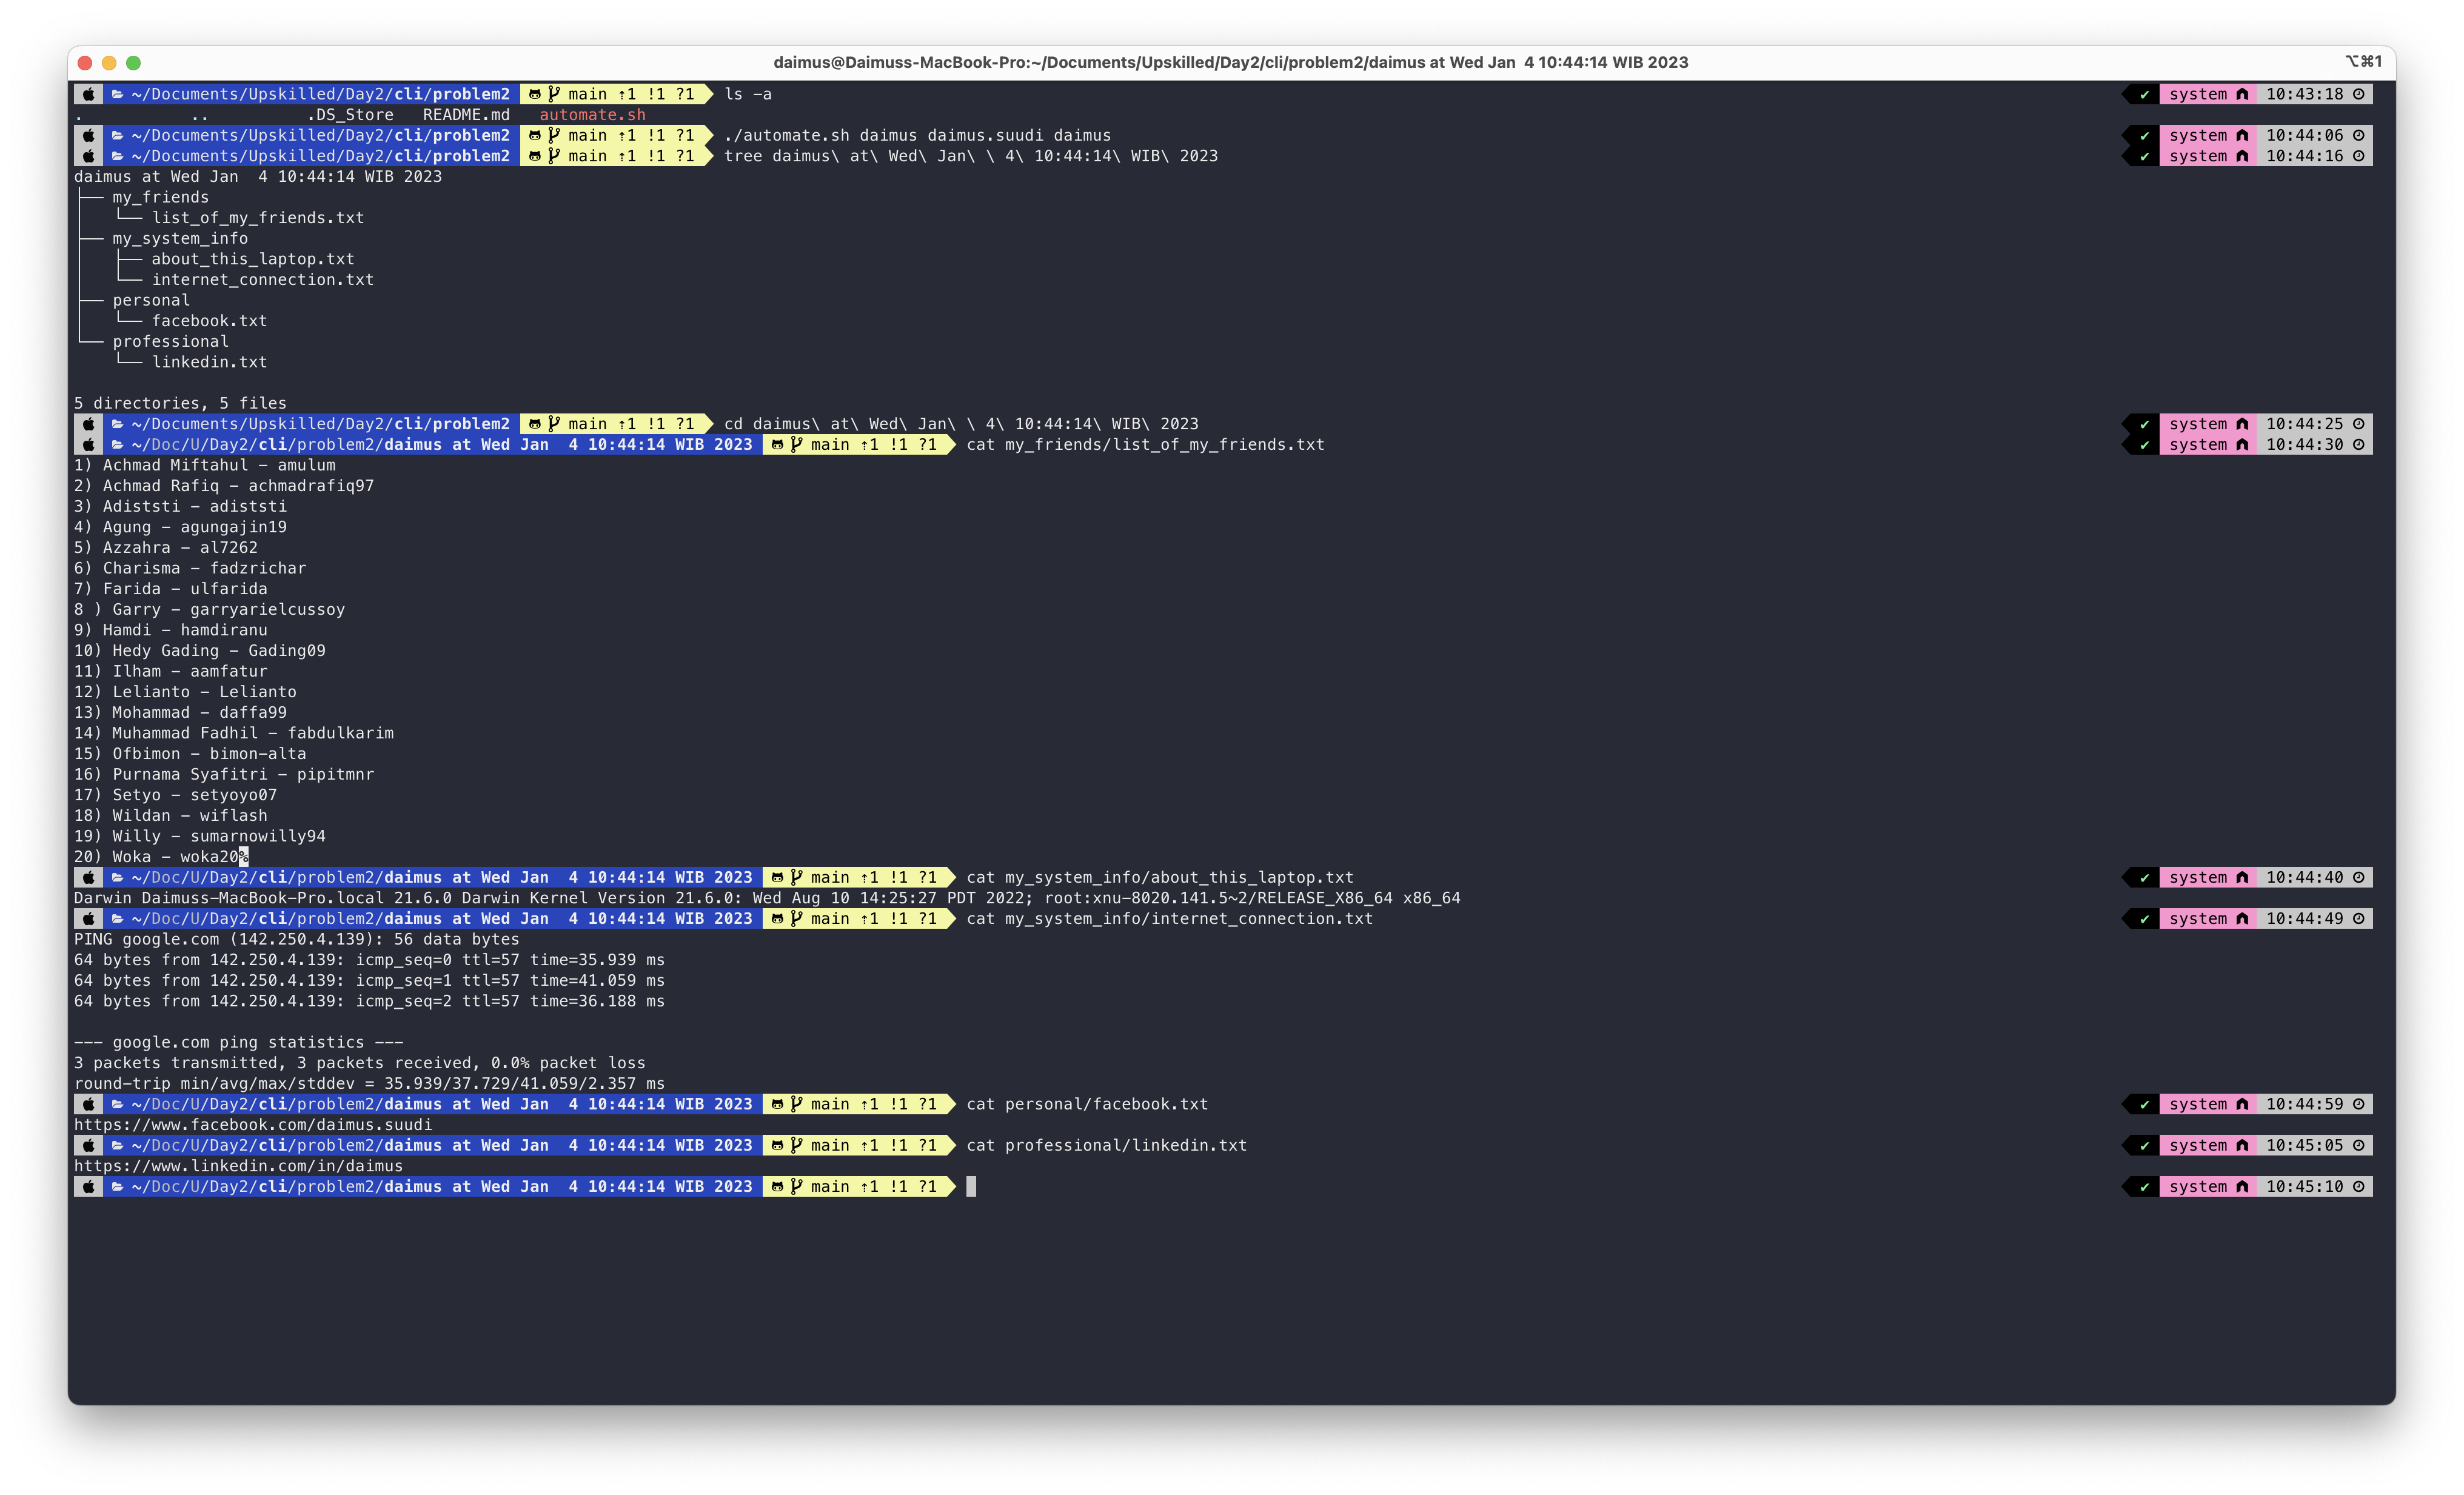 daimus@Daimuss-MacBook-Pro:~/Documents/Upskilled/Day2/cli/problem2/daimus at Wed Jan  4 10:44:14 WIB 2023 ⌥⌘1
~/Documents/Upskilled/Day2/cli/problem2 main ⇡1 !1 ?1 ls -a ✔ system 10:43:18
. .. .DS_Store README.md automate.sh
~/Documents/Upskilled/Day2/cli/problem2 main ⇡1 !1 ?1 ./automate.sh daimus daimus.suudi daimus ✔ system 10:44:06
~/Documents/Upskilled/Day2/cli/problem2 main ⇡1 !1 ?1 tree daimus\ at\ Wed\ Jan\ \ 4\ 10:44:14\ WIB\ 2023 ✔ system 10:44:16
daimus at Wed Jan  4 10:44:14 WIB 2023
├── my_friends
│   └── list_of_my_friends.txt
├── my_system_info
│   ├── about_this_laptop.txt
│   └── internet_connection.txt
├── personal
│   └── facebook.txt
└── professional
    └── linkedin.txt
5 directories, 5 files
~/Documents/Upskilled/Day2/cli/problem2 main ⇡1 !1 ?1 cd daimus\ at\ Wed\ Jan\ \ 4\ 10:44:14\ WIB\ 2023 ✔ system 10:44:25
~/Doc/U/Day2/cli/problem2/daimus at Wed Jan  4 10:44:14 WIB 2023 main ⇡1 !1 ?1 cat my_friends/list_of_my_friends.txt ✔ system 10:44:30
1) Achmad Miftahul - amulum
2) Achmad Rafiq - achmadrafiq97
3) Adiststi - adiststi
4) Agung - agungajin19
5) Azzahra - al7262
6) Charisma - fadzrichar
7) Farida - ulfarida
8 ) Garry - garryarielcussoy
9) Hamdi - hamdiranu
10) Hedy Gading - Gading09
11) Ilham - aamfatur
12) Lelianto - Lelianto
13) Mohammad - daffa99
14) Muhammad Fadhil - fabdulkarim
15) Ofbimon - bimon-alta
16) Purnama Syafitri - pipitmnr
17) Setyo - setyoyo07
18) Wildan - wiflash
19) Willy - sumarnowilly94
20) Woka - woka20%
~/Doc/U/Day2/cli/problem2/daimus at Wed Jan  4 10:44:14 WIB 2023 main ⇡1 !1 ?1 cat my_system_info/about_this_laptop.txt ✔ system 10:44:40
Darwin Daimuss-MacBook-Pro.local 21.6.0 Darwin Kernel Version 21.6.0: Wed Aug 10 14:25:27 PDT 2022; root:xnu-8020.141.5~2/RELEASE_X86_64 x86_64
~/Doc/U/Day2/cli/problem2/daimus at Wed Jan  4 10:44:14 WIB 2023 main ⇡1 !1 ?1 cat my_system_info/internet_connection.txt ✔ system 10:44:49
PING google.com (142.250.4.139): 56 data bytes
64 bytes from 142.250.4.139: icmp_seq=0 ttl=57 time=35.939 ms
64 bytes from 142.250.4.139: icmp_seq=1 ttl=57 time=41.059 ms
64 bytes from 142.250.4.139: icmp_seq=2 ttl=57 time=36.188 ms
--- google.com ping statistics ---
3 packets transmitted, 3 packets received, 0.0% packet loss
round-trip min/avg/max/stddev = 35.939/37.729/41.059/2.357 ms
~/Doc/U/Day2/cli/problem2/daimus at Wed Jan  4 10:44:14 WIB 2023 main ⇡1 !1 ?1 cat personal/facebook.txt ✔ system 10:44:59
https://www.facebook.com/daimus.suudi
~/Doc/U/Day2/cli/problem2/daimus at Wed Jan  4 10:44:14 WIB 2023 main ⇡1 !1 ?1 cat professional/linkedin.txt ✔ system 10:45:05
https://www.linkedin.com/in/daimus
~/Doc/U/Day2/cli/problem2/daimus at Wed Jan  4 10:44:14 WIB 2023 main ⇡1 !1 ?1 ✔ system 10:45:10